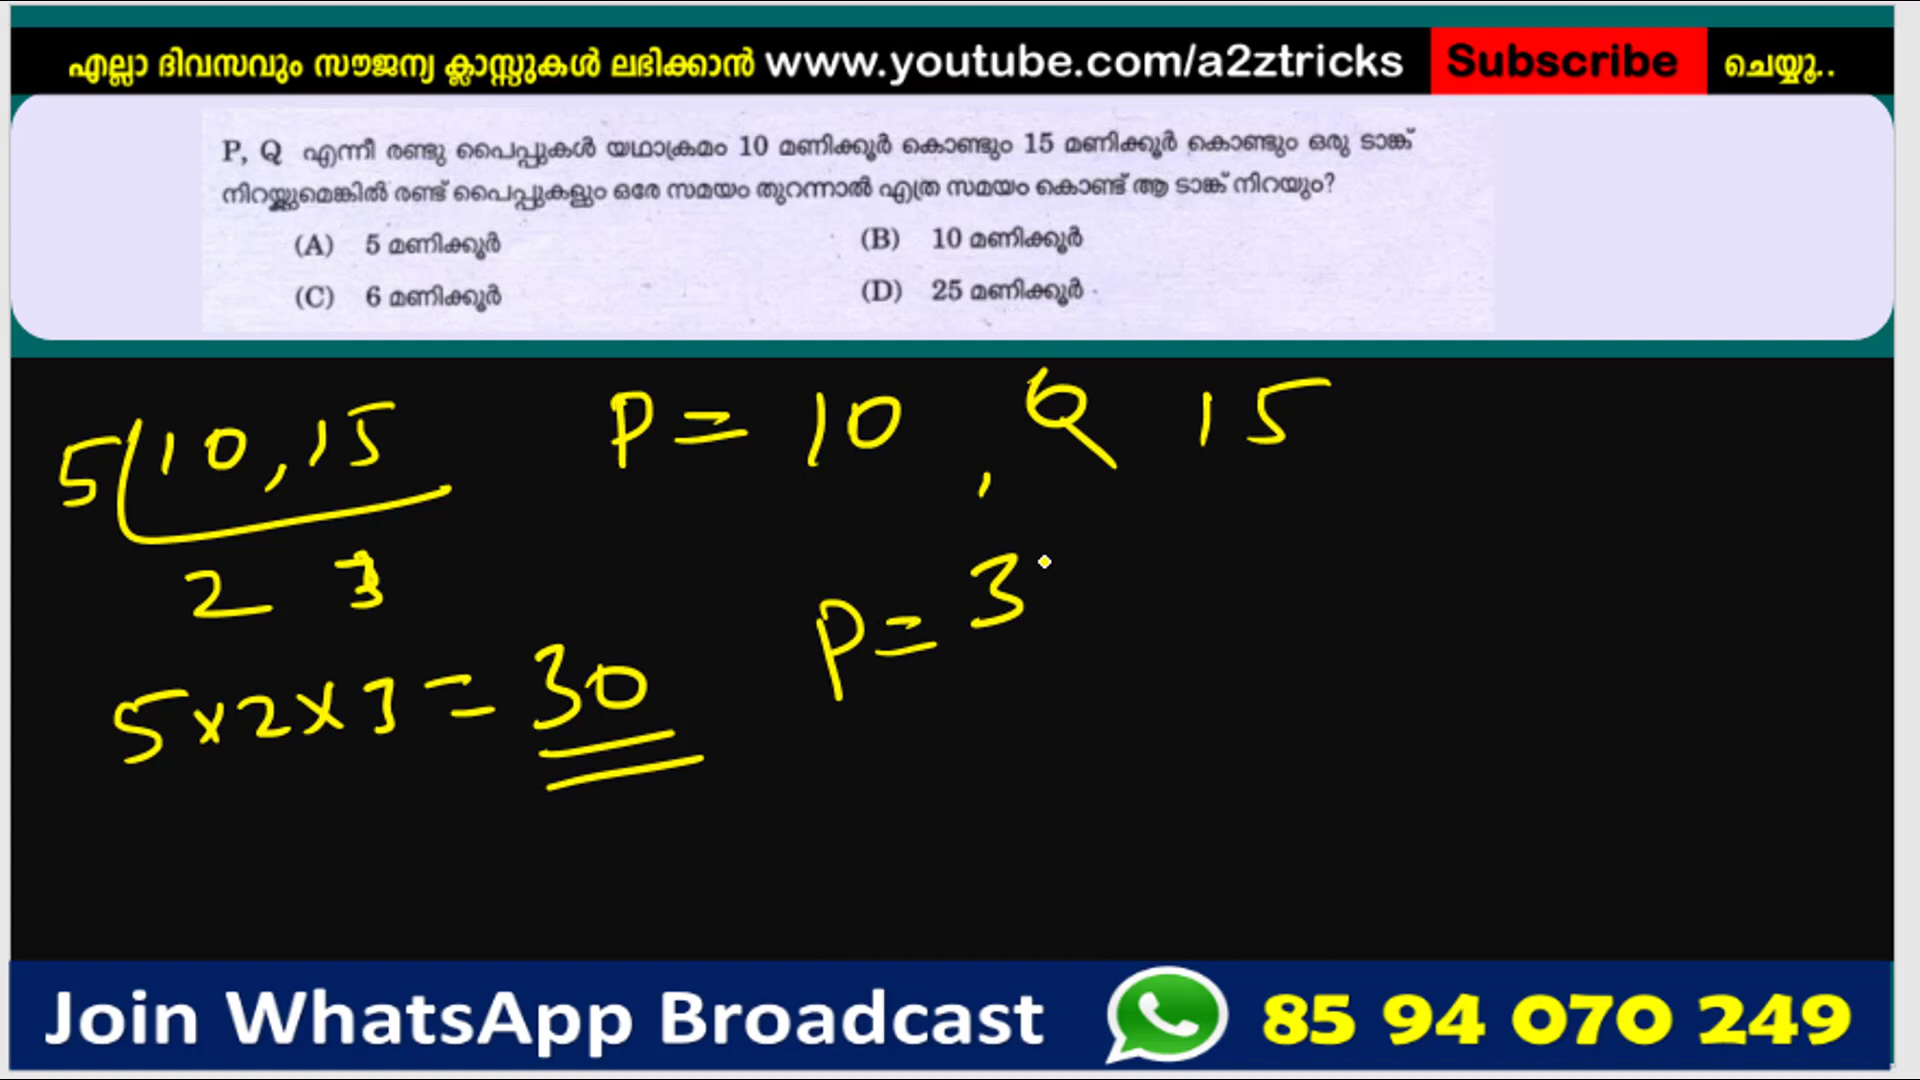 എല്ലാ ദിവസവും സൗജന്യ ക്ലാസ്സുകൾ ലഭിക്കാൻ www.youtube.com/a2ztricks Subscribe ചെയ്യൂ..
P, Q എന്നീ രണ്ടു പൈപ്പുകൾ യഥാക്രമം 10 മണിക്കൂർ കൊണ്ടും 15 മണിക്കൂർ കൊണ്ടും ഒരു ടാങ്ക്
നിറയ്ക്കുമെങ്കിൽ രണ്ട് പൈപ്പുകളും ഒരേ സമയം തുറന്നാൽ എത്ര സമയം കൊണ്ട് ആ ടാങ്ക് നിറയും?
(A) 5 മണിക്കൂർ (B) 10 മണിക്കൂർ
(C) 6 മണിക്കൂർ (D) 25 മണിക്കൂർ
P = 10 , Q 15
5 10, 15
2 3
P = 3
5 × 2 × 3 = 30
Join WhatsApp Broadcast 85 94 070 249